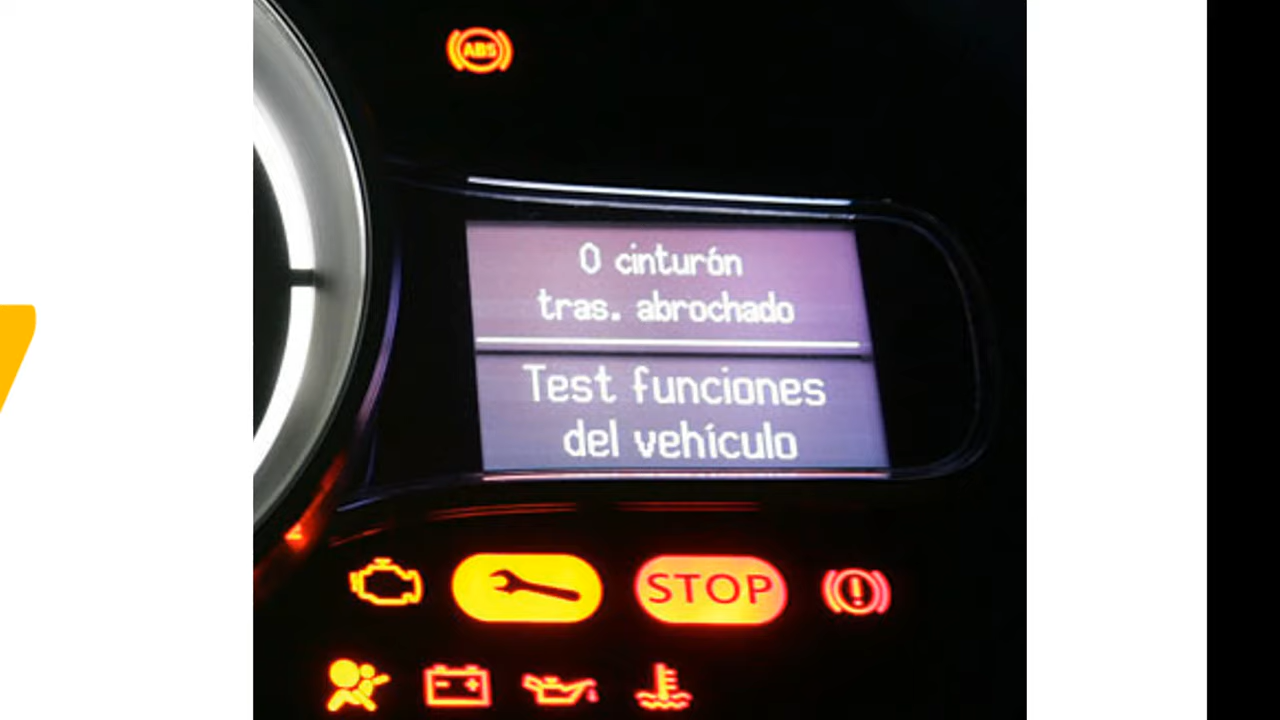 ABS
0 cinturón
tras. abrochado
Test funciones
del vehículo
STOP